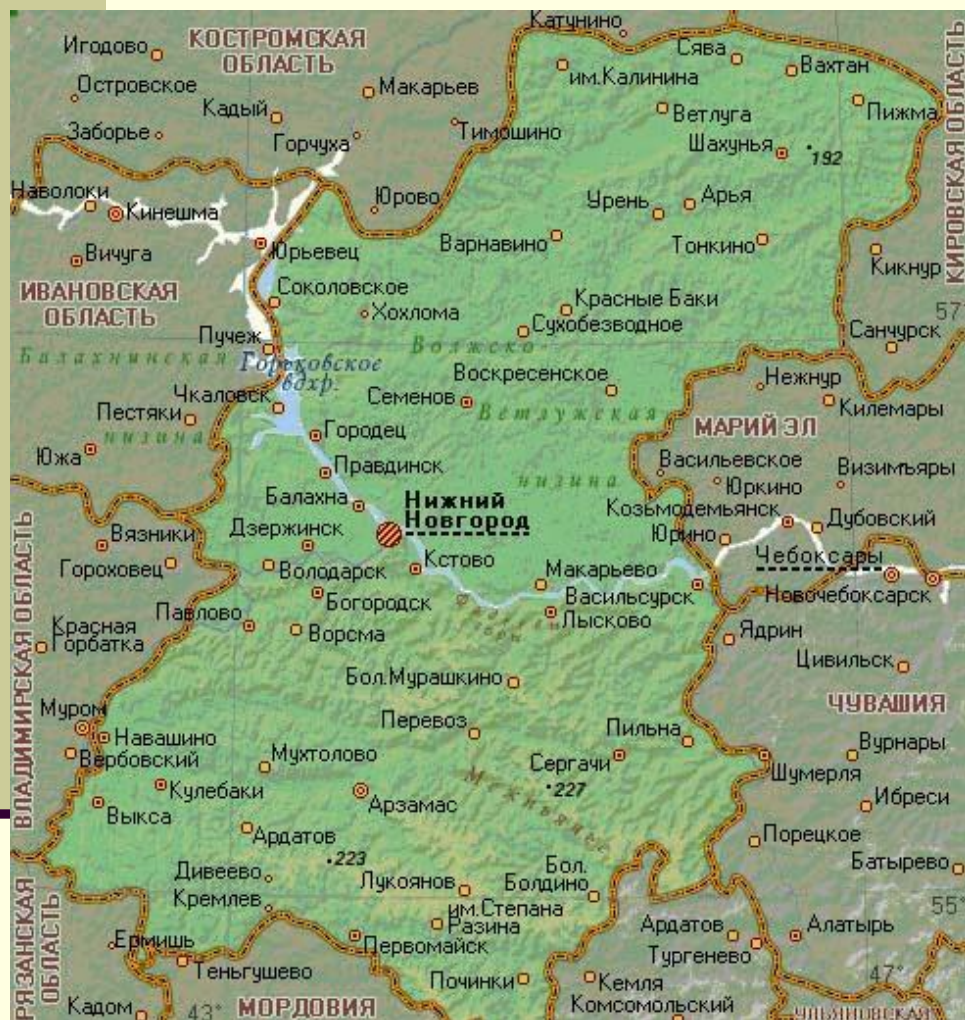 Катунино
Игодово
КОСТРОМСКАЯ
ОБЛАСТЬ
Сява
Вахтан
им.Калинина
Островское
Макарьев
Кадый
Ветлуга
Пижма
Заборье
Горчуха
Тимошино
Шахунья
192
КИРОВСКАЯ ОБЛАСТЬ
Наволоки
Кинешма
Юрово
Урень
Арья
Вичуга
Юрьевец
Варнавино
Тонкино
Кикнур
ИВАНОВСКАЯ
ОБЛАСТЬ
Соколовское
Хохлома
Красные Баки
Сухобезводное
57°
Санчурск
Пучеж
Балахнинская
низина
Горьковское
вдхр.
Волжско-
Ветлужская
низина
Воскресенское
Нежнур
Чкаловск
Семенов
Килемары
Пестяки
Городец
МАРИЙ ЭЛ
Южа
Правдинск
Васильевское
Юркино
Визимъяры
Балахна
Нижний
Новгород
Козьмодемьянск
Дубовский
Юрино
Вязники
Дзержинск
Кстово
Чебоксары
Гороховец
Володарск
Макарьево
Новочебоксарск
Богородск
Васильсурск
Павлово
Лысково
Красная
Горбатка
Ворсма
Ядрин
ВЛАДИМИРСКАЯ ОБЛАСТЬ
Цивильск
Бол.Мурашкино
ЧУВАШИЯ
Муром
Перевоз
Пильна
Навашино
Вурнары
Вербовский
Мухтолово
Сергачи
Шумерля
Кулебаки
227
Межпьянье
Ибреси
Выкса
Арзамас
Порецкое
Ардатов
223
Батырево
Дивеево
Лукоянов
Бол.
Болдино
Кремлев
им.Степана
Разина
55°
РЯЗАНСКАЯ
ОБЛАСТЬ
Ермишь
Первомайск
Ардатов
Алатырь
Тургенево
Теньгушево
Починки
Кемля
47°
Кадом
43°
МОРДОВИЯ
Комсомольский